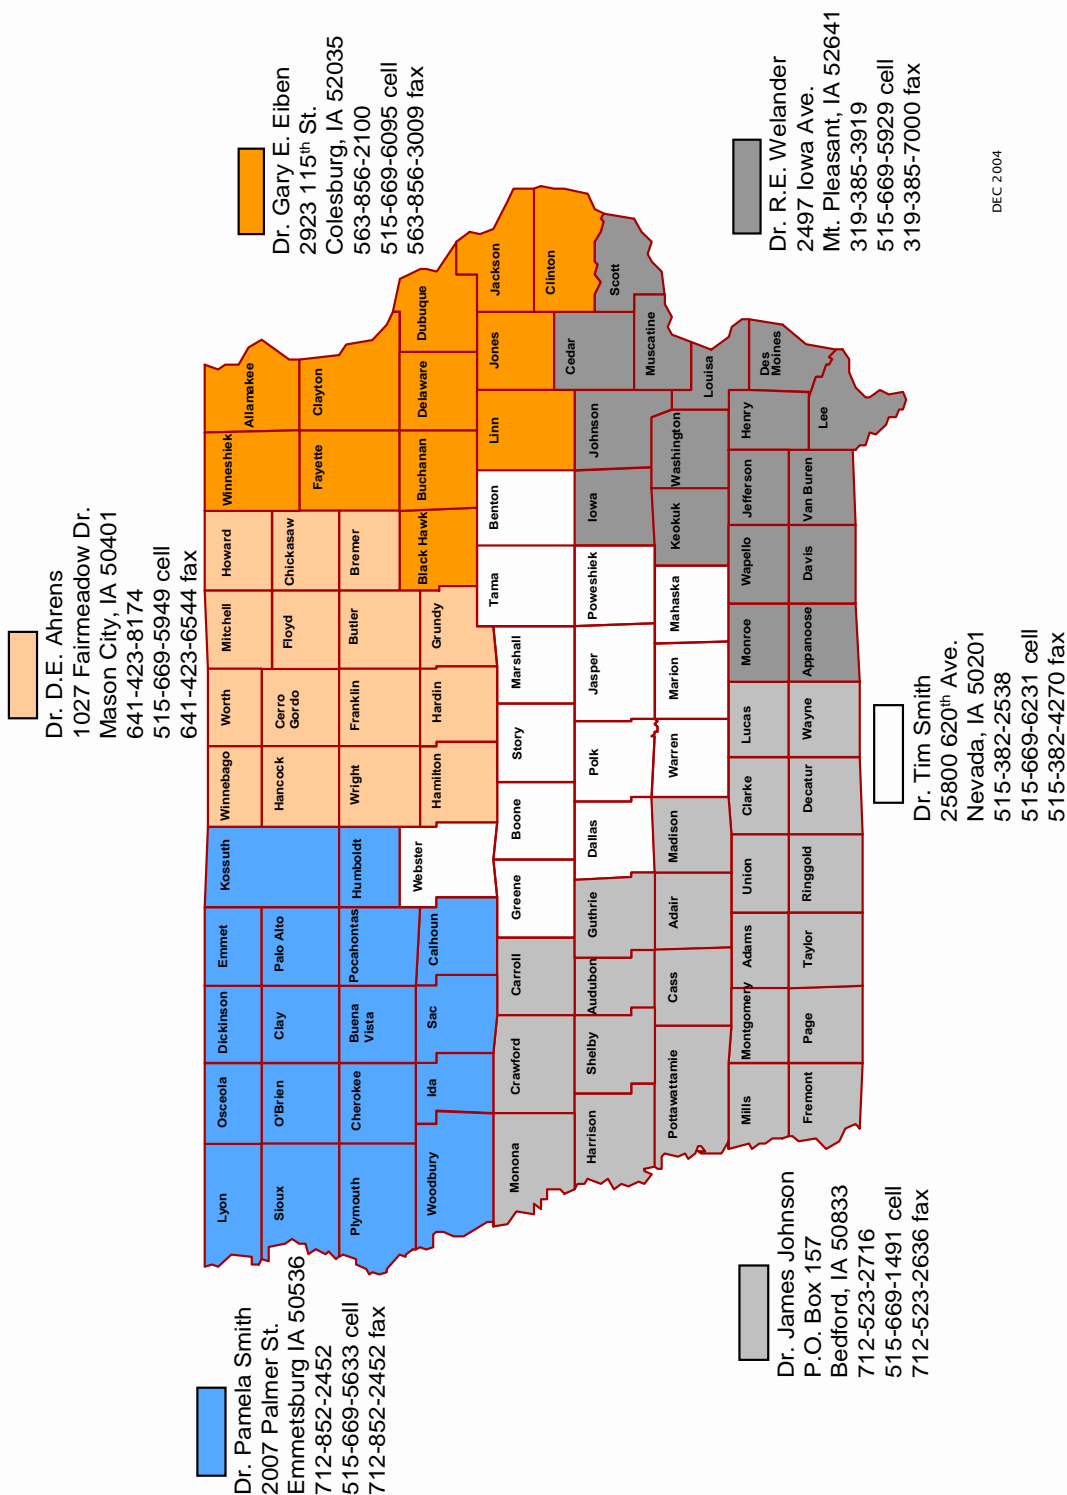 Dr. D.E. Ahrens
1027 Fairmeadow Dr.
Mason City, IA 50401
641-423-8174
515-669-5949 cell
641-423-6544 fax
Dr. Gary E. Eiben
2923 115th St.
Colesburg, IA 52035
563-856-2100
515-669-6095 cell
563-856-3009 fax
Dr. Pamela Smith
2007 Palmer St.
Emmetsburg IA 50536
712-852-2452
515-669-5633 cell
712-852-2452 fax
Lyon
Osceola
Dickinson
Emmet
Kossuth
Winnebago
Worth
Mitchell
Howard
Winneshiek
Allamakee
Sioux
O'Brien
Clay
Palo Alto
Hancock
Cerro
Gordo
Floyd
Chickasaw
Fayette
Clayton
Plymouth
Cherokee
Buena
Vista
Pocahontas
Humboldt
Wright
Franklin
Butler
Bremer
Woodbury
Ida
Sac
Calhoun
Webster
Hamilton
Hardin
Grundy
Black Hawk
Buchanan
Delaware
Dubuque
Monona
Crawford
Carroll
Greene
Boone
Story
Marshall
Tama
Benton
Linn
Jones
Jackson
Clinton
Harrison
Shelby
Audubon
Guthrie
Dallas
Polk
Jasper
Poweshiek
Iowa
Johnson
Cedar
Scott
Muscatine
Pottawattamie
Cass
Adair
Madison
Warren
Marion
Mahaska
Keokuk
Washington
Louisa
Mills
Montgomery
Adams
Union
Clarke
Lucas
Monroe
Wapello
Jefferson
Henry
Des
Moines
Fremont
Page
Taylor
Ringgold
Decatur
Wayne
Appanoose
Davis
Van Buren
Lee
Dr. James Johnson
P.O. Box 157
Bedford, IA 50833
712-523-2716
515-669-1491 cell
712-523-2636 fax
Dr. Tim Smith
25800 620th Ave.
Nevada, IA 50201
515-382-2538
515-669-6231 cell
515-382-4270 fax
Dr. R.E. Welander
2497 Iowa Ave.
Mt. Pleasant, IA 52641
319-385-3919
515-669-5929 cell
319-385-7000 fax
DEC 2004